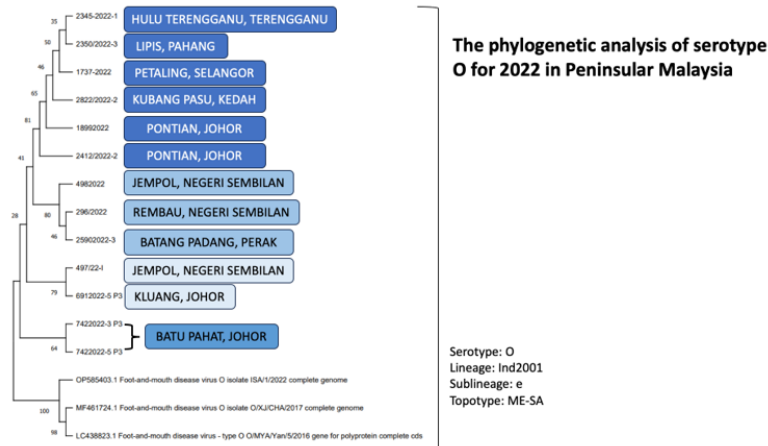 The phylogenetic analysis of serotype
O for 2022 in Peninsular Malaysia
35
2345-2022-1
HULU TERENGGANU, TERENGGANU
50
2350/2022-3
LIPIS, PAHANG
46
1737-2022
PETALING, SELANGOR
65
2822/2022-2
KUBANG PASU, KEDAH
81
18992022
PONTIAN, JOHOR
41
2412/2022-2
PONTIAN, JOHOR
4982022
JEMPOL, NEGERI SEMBILAN
28
80
296/2022
REMBAU, NEGERI SEMBILAN
46
25902022-3
BATANG PADANG, PERAK
497/22-I
JEMPOL, NEGERI SEMBILAN
79
6912022-5 P3
KLUANG, JOHOR
7422022-3 P3
BATU PAHAT, JOHOR
64
7422022-5 P3
OP585403.1 Foot-and-mouth disease virus O isolate ISA/1/2022 complete genome
100
MF461724.1 Foot-and-mouth disease virus O isolate O/XJ/CHA/2017 complete genome
98
LC438823.1 Foot-and-mouth disease virus - type O O/MYA/Yan/5/2016 gene for polyprotein complete cds
Serotype: O
Lineage: Ind2001
Sublineage: e
Topotype: ME-SA